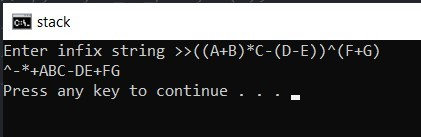 stack
Enter infix string >>((A+B)*C-(D-E))^(F+G)
^-*+ABC-DE+FG
Press any key to continue . . .